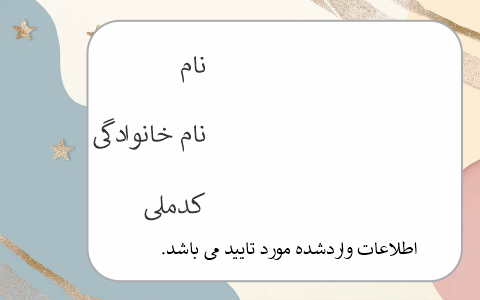 نام
نام خانوادگی
کدملی
اطلاعات واردشده مورد تایید می باشد.